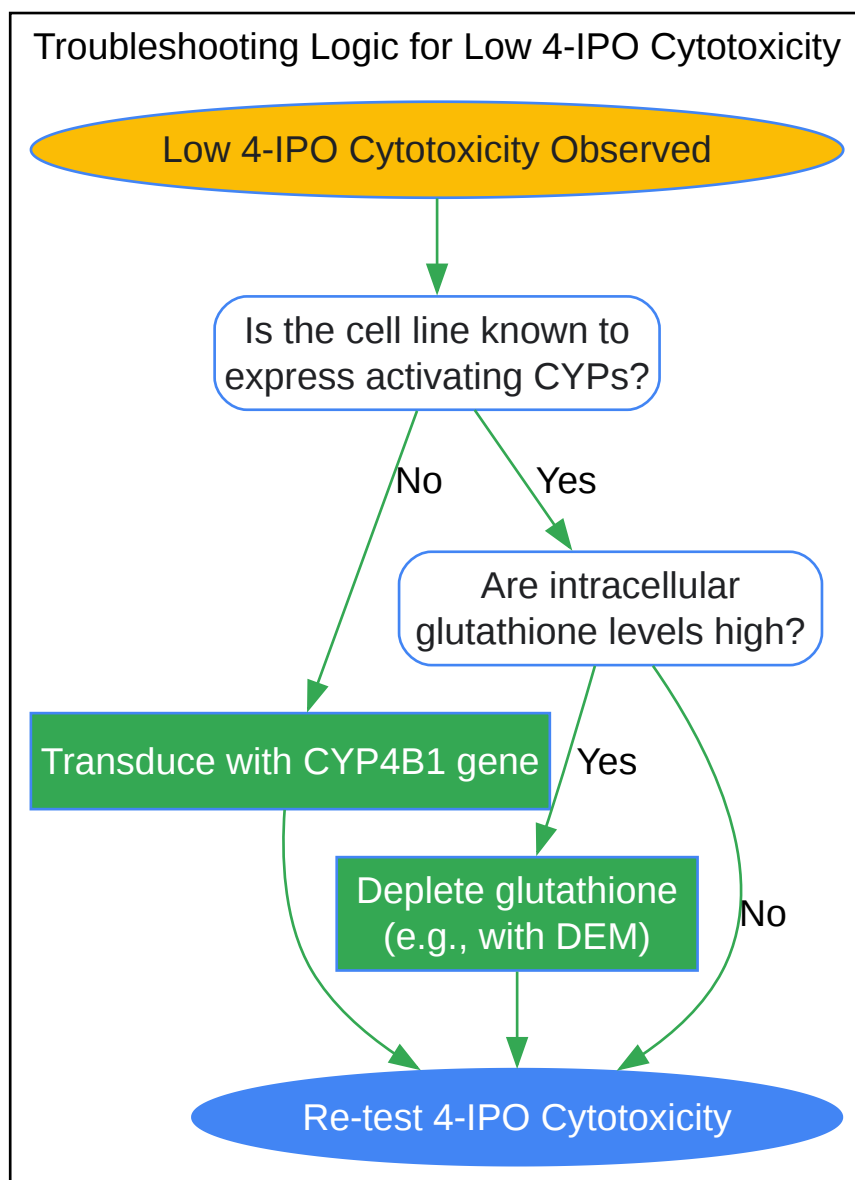 Troubleshooting Logic for Low 4-IPO Cytotoxicity
Low 4-IPO Cytotoxicity Observed
Is the cell line known to
express activating CYPs?
No
Yes
Are intracellular
glutathione levels high?
Transduce with CYP4B1 gene
Yes
Deplete glutathione
(e.g., with DEM)
No
Re-test 4-IPO Cytotoxicity